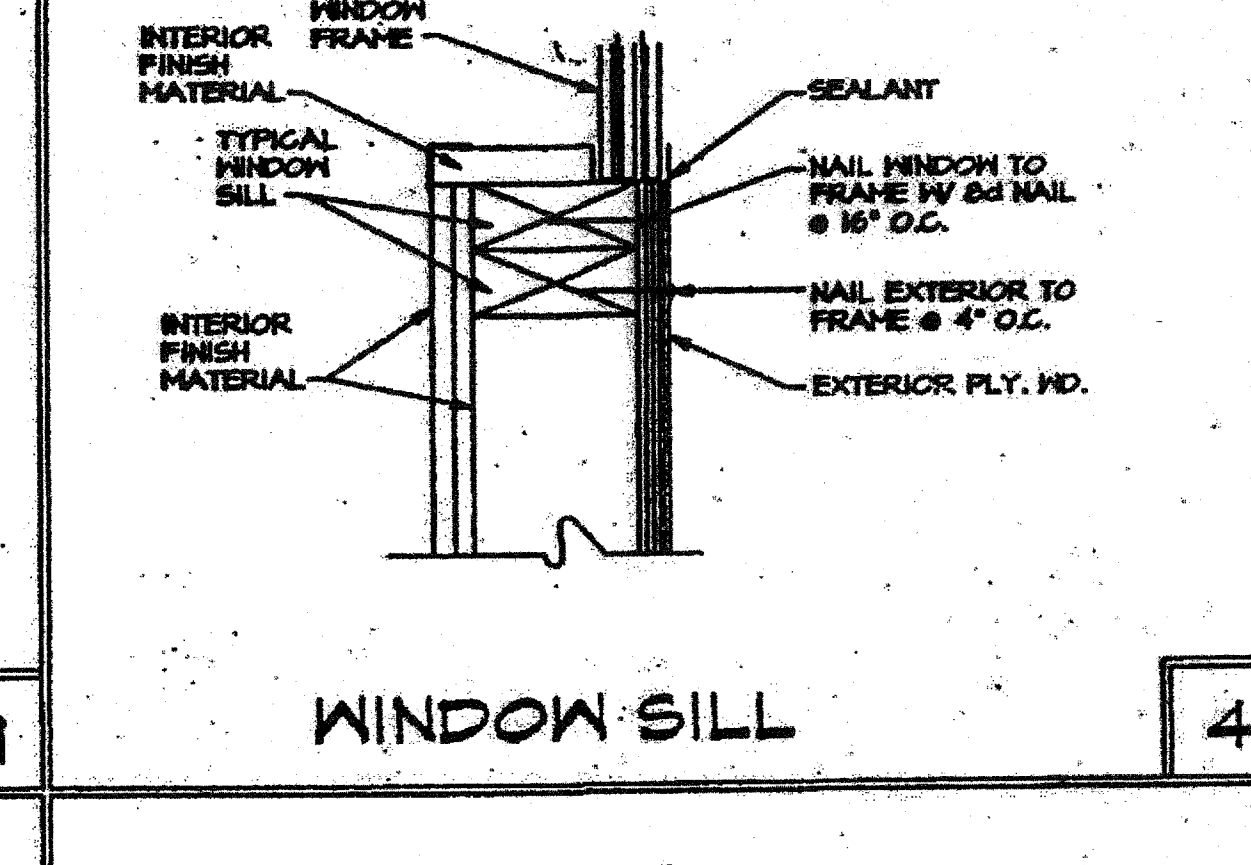 WINDOW
FRAME
INTERIOR
FINISH
MATERIAL
TYPICAL
WINDOW
SILL
INTERIOR
FINISH
MATERIAL
SEALANT
NAIL WINDOW TO
FRAME W/ 8d NAIL
@ 16" O.C.
NAIL EXTERIOR TO
FRAME @ 4" O.C.
EXTERIOR PLY. WD.
WINDOW SILL
4